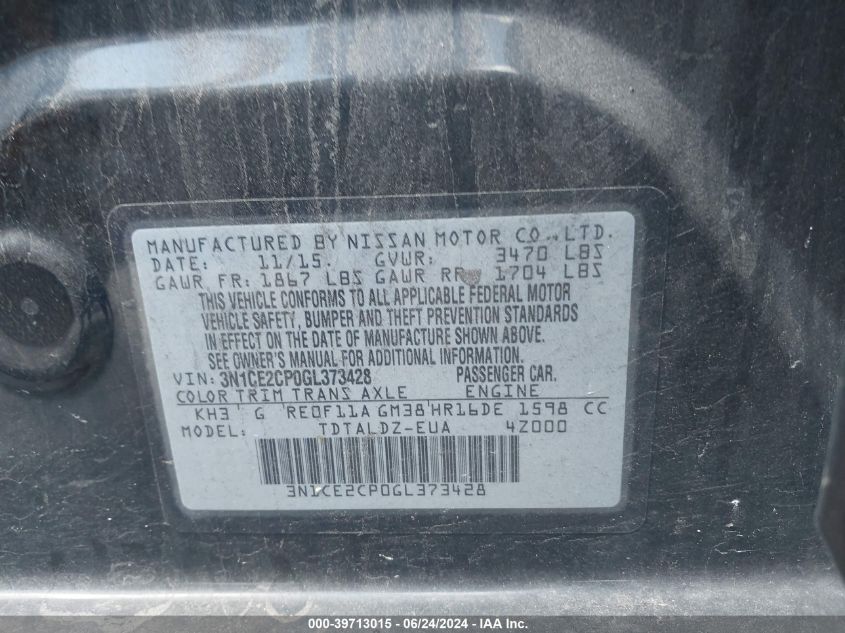 MANUFACTURED BY NISSAN MOTOR CO., LTD.
DATE: 11/15. GVWR: 3470 LBS
GAWR FR: 1867 LBS GAWR RR: 1704 LBS
THIS VEHICLE CONFORMS TO ALL APPLICABLE FEDERAL MOTOR
VEHICLE SAFETY, BUMPER AND THEFT PREVENTION STANDARDS
IN EFFECT ON THE DATE OF MANUFACTURE SHOWN ABOVE.
SEE OWNER'S MANUAL FOR ADDITIONAL INFORMATION.
VIN: 3N1CE2CP0GL373428 PASSENGER CAR.
COLOR TRIM TRANS AXLE ENGINE
KH3 G RE0F11A GM38 HR16DE 1598 CC
MODEL: TDTALDZ-EUA 4Z000
3N1CE2CP0GL373428
000-39713015 - 06/24/2024 - IAA Inc.